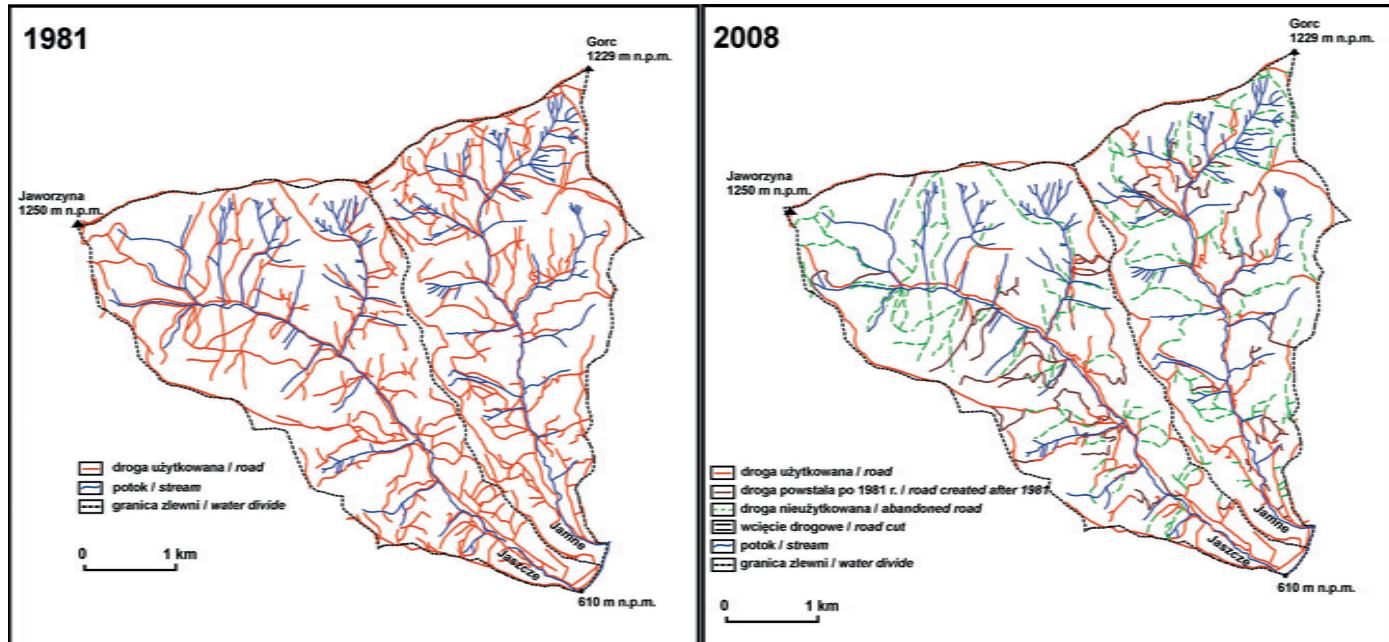 1981
Gorc
1229 m n.p.m.
Jaworzyna
1250 m n.p.m.
droga użytkowana / road
potok / stream
granica zlewni / water divide
0 1 km
Jamne
Jaszcze
610 m n.p.m.
2008
Gorc
1229 m n.p.m.
Jaworzyna
1250 m n.p.m.
droga użytkowana / road
droga powstała po 1981 r. / road created after 1981
droga nieużytkowana / abandoned road
wcięcie drogowe / road cut
potok / stream
granica zlewni / water divide
0 1 km
Jamne
Jaszcze
610 m n.p.m.